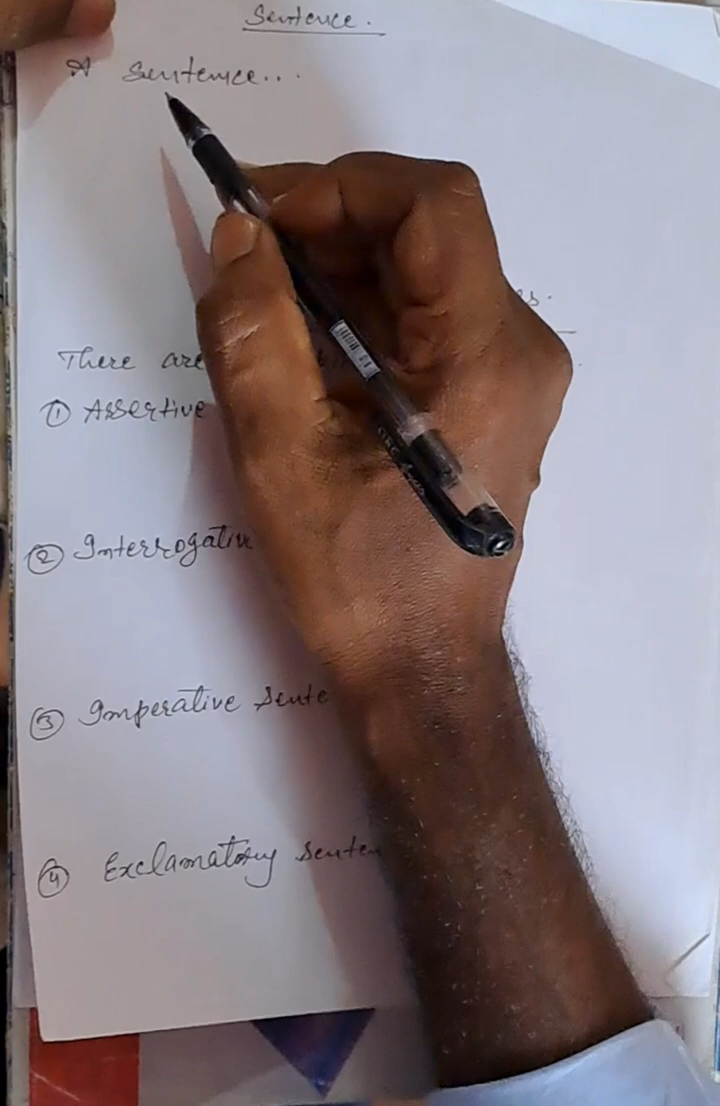 Sentence.
A Sentence...
There are
① Assertive
② Interrogative
③ Imperative Sente
④ Exclamatory Senten